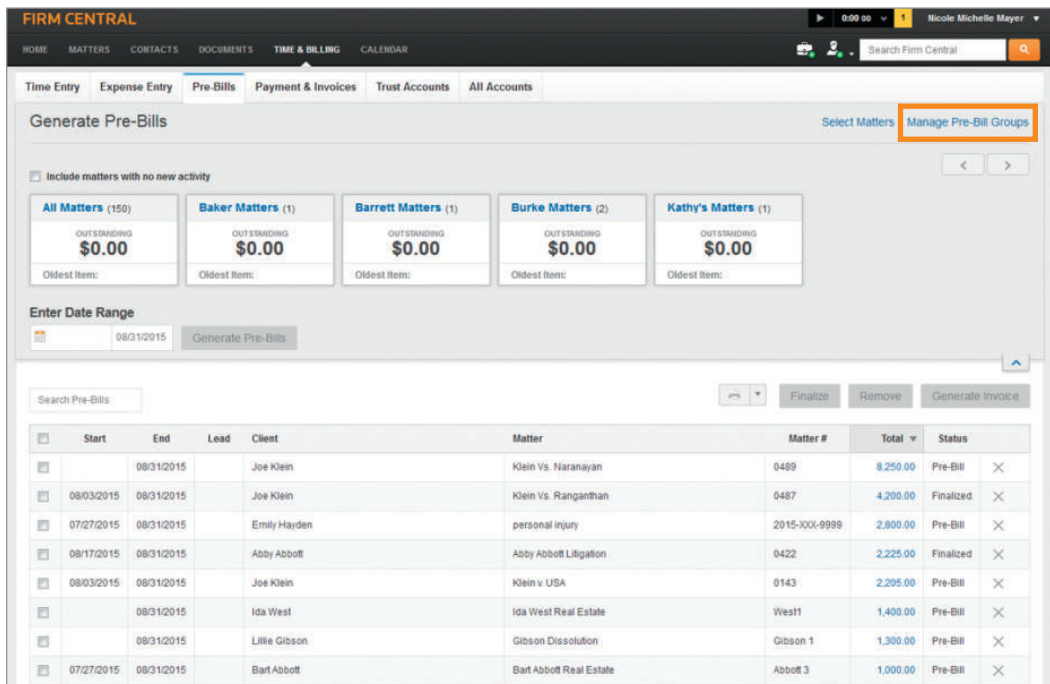 FIRM CENTRAL
0:00 00
1
Nicole Michelle Mayer
HOME MATTERS CONTACTS DOCUMENTS TIME & BILLING CALENDAR
Search Firm Central
Time Entry Expense Entry Pre-Bills Payment & Invoices Trust Accounts All Accounts
Generate Pre-Bills
Select Matters Manage Pre-Bill Groups
Include matters with no new activity
All Matters (150) Baker Matters (1) Barrett Matters (1) Burke Matters (2) Kathy's Matters (1)
OUTSTANDING OUTSTANDING OUTSTANDING OUTSTANDING OUTSTANDING
$0.00 $0.00 $0.00 $0.00 $0.00
Oldest Item: Oldest Item: Oldest Item: Oldest Item: Oldest Item:
Enter Date Range
08/31/2015 Generate Pre-Bills
Search Pre-Bills Finalize Remove Generate Invoice
Start End Lead Client Matter Matter # Total Status
08/31/2015 Joe Klein Klein Vs. Naranayan 0489 8,250.00 Pre-Bill
08/03/2015 08/31/2015 Joe Klein Klein Vs. Ranganthan 0487 4,200.00 Finalized
07/27/2015 08/31/2015 Emily Hayden personal injury 2015-XXX-9999 2,800.00 Pre-Bill
08/17/2015 08/31/2015 Abby Abbott Abby Abbott Litigation 0422 2,225.00 Finalized
08/03/2015 08/31/2015 Joe Klein Klein v. USA 0143 2,205.00 Pre-Bill
08/31/2015 Ida West Ida West Real Estate West1 1,400.00 Pre-Bill
08/31/2015 Lillie Gibson Gibson Dissolution Gibson 1 1,300.00 Pre-Bill
07/27/2015 08/31/2015 Bart Abbott Bart Abbott Real Estate Abbott 3 1,000.00 Pre-Bill